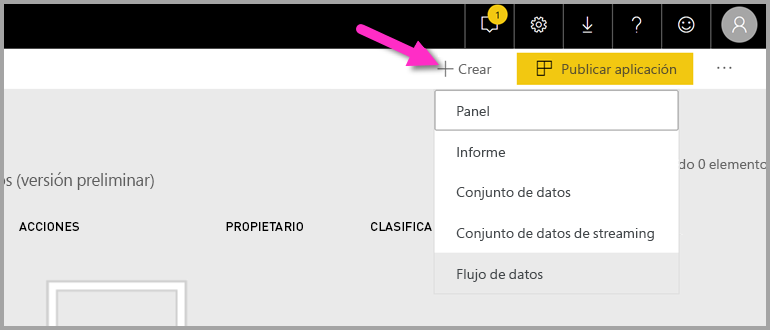 1
?
Crear
Publicar aplicación
...
Panel
Informe
do 0 elemento
Conjunto de datos
os (versión preliminar)
ACCIONES
PROPIETARIO
CLASIFICA
Conjunto de datos de streaming
Flujo de datos